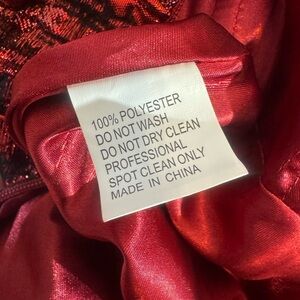 100% POLYESTER
DO NOT WASH
DO NOT DRY CLEAN
PROFESSIONAL
SPOT CLEAN ONLY
MADE IN CHINA